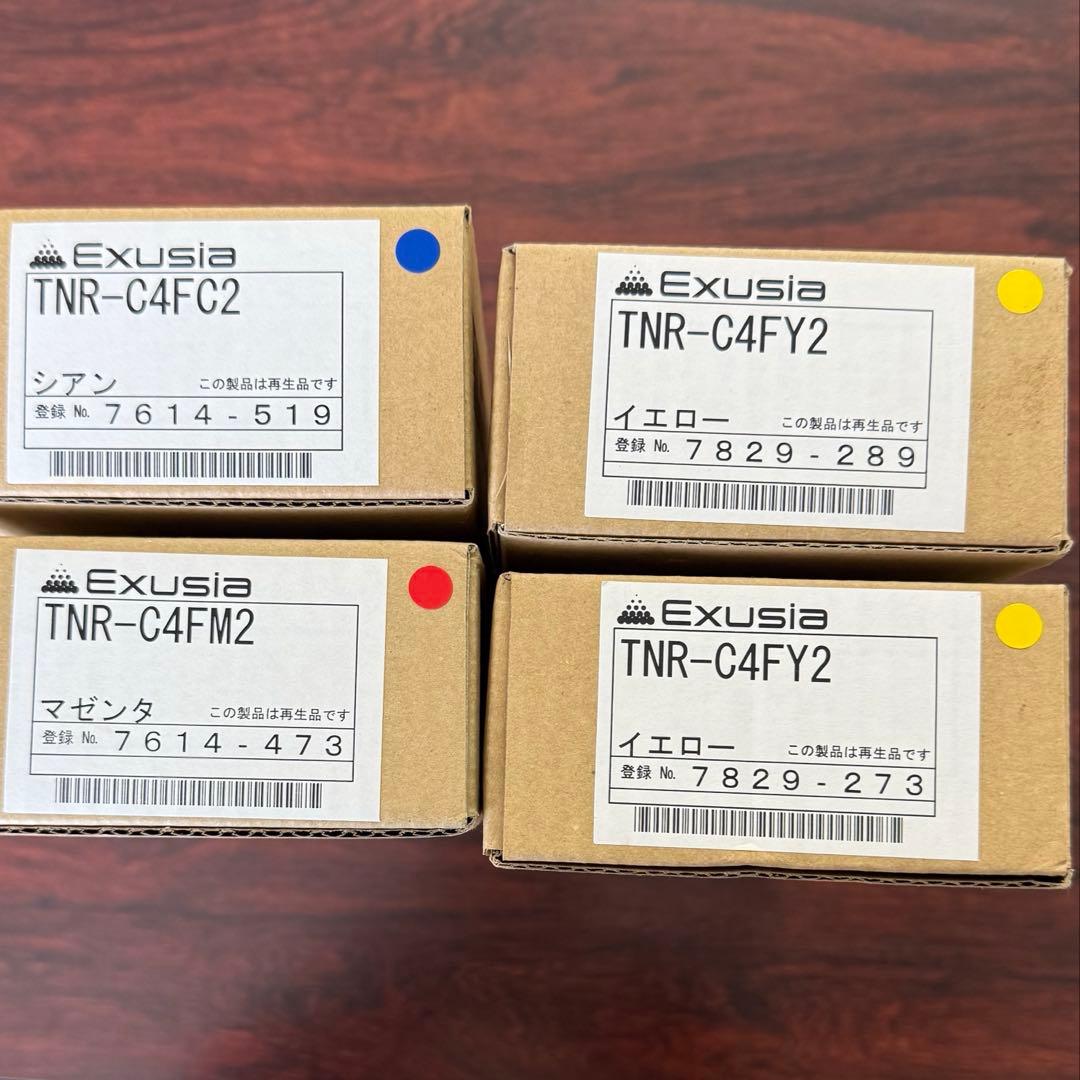 Exusia
TNR-C4FC2
シアン この製品は再生品です
登録 No. 7614-519
Exusia
TNR-C4FY2
イエロー この製品は再生品です
登録 No. 7829-289
Exusia
TNR-C4FM2
マゼンタ この製品は再生品です
登録 No. 7614-473
Exusia
TNR-C4FY2
イエロー この製品は再生品です
登録 No. 7829-273